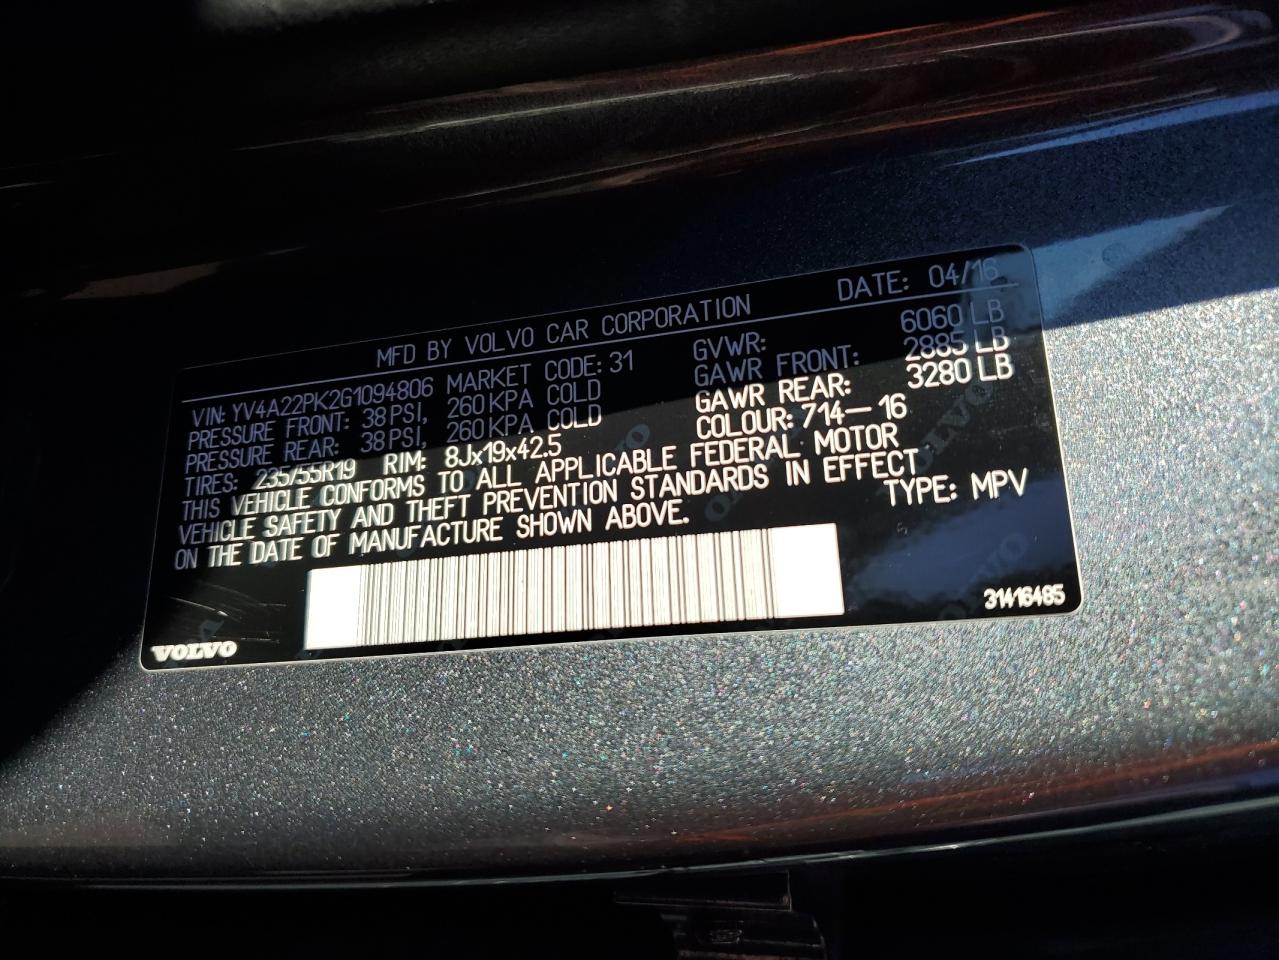 MFD BY VOLVO CAR CORPORATION DATE: 04/16
VIN: YV4A22PK2G1094806 MARKET CODE: 31 GVWR: 6060 LB
PRESSURE FRONT: 38 PSI, 260 KPA COLD GAWR FRONT: 2885 LB
PRESSURE REAR: 38 PSI, 260 KPA COLD GAWR REAR: 3280 LB
TIRES: 235/55R19 RIM: 8Jx19x42.5 COLOUR: 714-16
THIS VEHICLE CONFORMS TO ALL APPLICABLE FEDERAL MOTOR
VEHICLE SAFETY AND THEFT PREVENTION STANDARDS IN EFFECT
ON THE DATE OF MANUFACTURE SHOWN ABOVE. TYPE: MPV
31416485
VOLVO